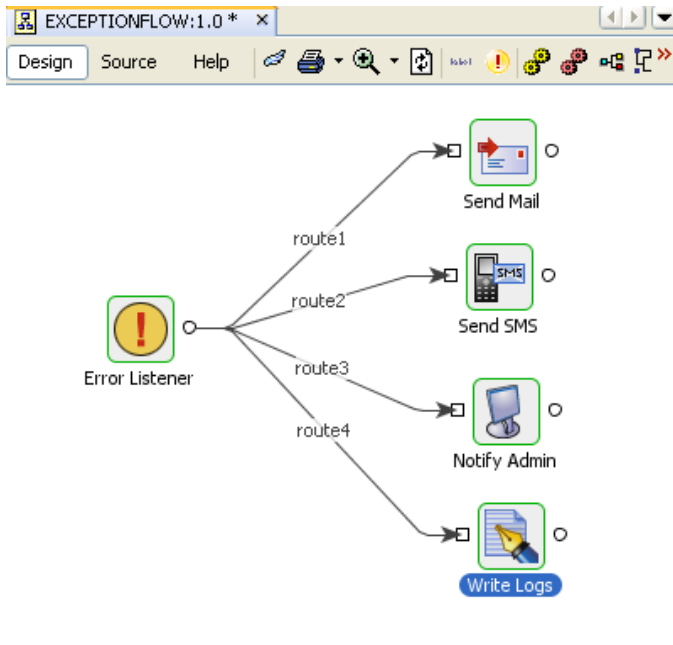 EXCEPTIONFLOW:1.0 *
Design Source Help label
Send Mail
route1
SMS
route2
Send SMS
Error Listener
route3
route4
Notify Admin
Write Logs